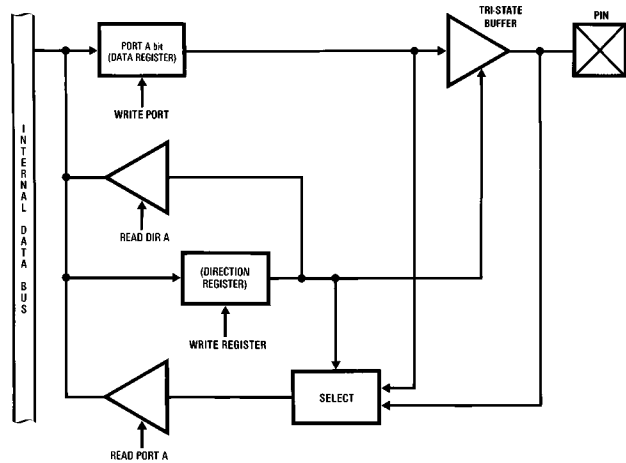 TRI-STATE
BUFFER
PIN
PORT A bit
(DATA REGISTER)
WRITE PORT
INTERNAL DATA BUS
READ DIR A
(DIRECTION
REGISTER)
WRITE REGISTER
SELECT
READ PORT A